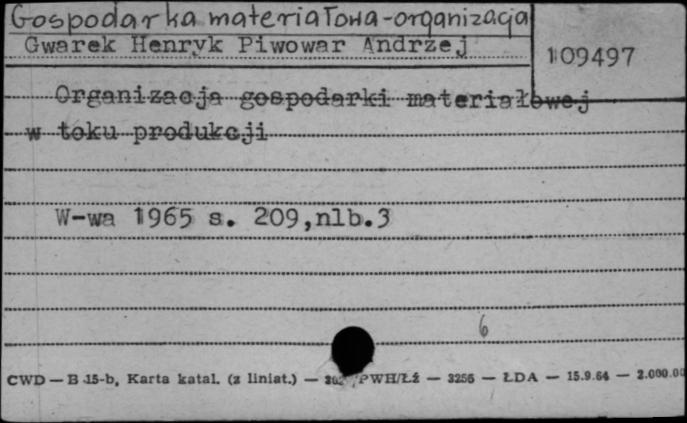 Gospodarka materiałowa-organizacja
Gwarek Henryk Piwowar Andrzej
109497
Organizacja gospodarki materiałowej
w toku produkcji
W-wa 1965 s. 209,nlb.3
6
CWD — B 15-b, Karta katal. (z liniat.) — PWH/Łź — 3256 — ŁDA — 15.9.64 — 2.000.00